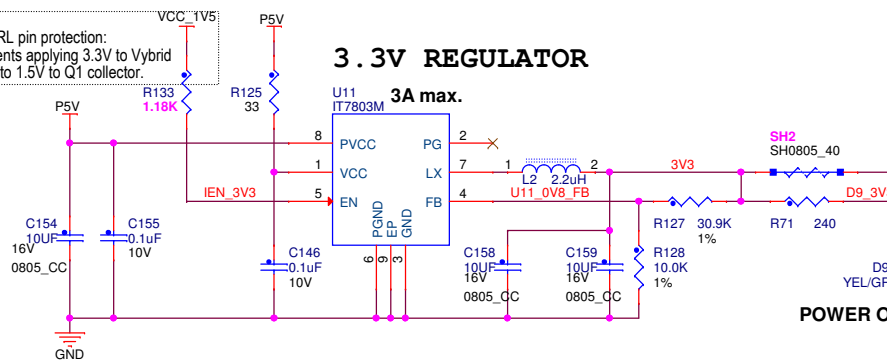 VCC_1V5
P5V
RL pin protection:
ents applying 3.3V to Vybrid
to 1.5V to Q1 collector.
3.3V REGULATOR
3A max.
R133
1.18K
R125
33
U11
IT7803M
P5V
8
PVCC
PG
2
1
VCC
LX
7
5
EN
FB
4
PGND
EP
GND
6
9
3
IEN_3V3
1
2
L2
2.2uH
U11_0V8_FB
3V3
SH2
SH0805_40
D9_3V
R127
30.9K
1%
R71
240
C154
10UF
16V
0805_CC
C155
0.1uF
10V
C146
0.1uF
10V
C158
10UF
16V
0805_CC
C159
10UF
16V
0805_CC
R128
10.0K
1%
D9
YEL/GR
POWER O
GND